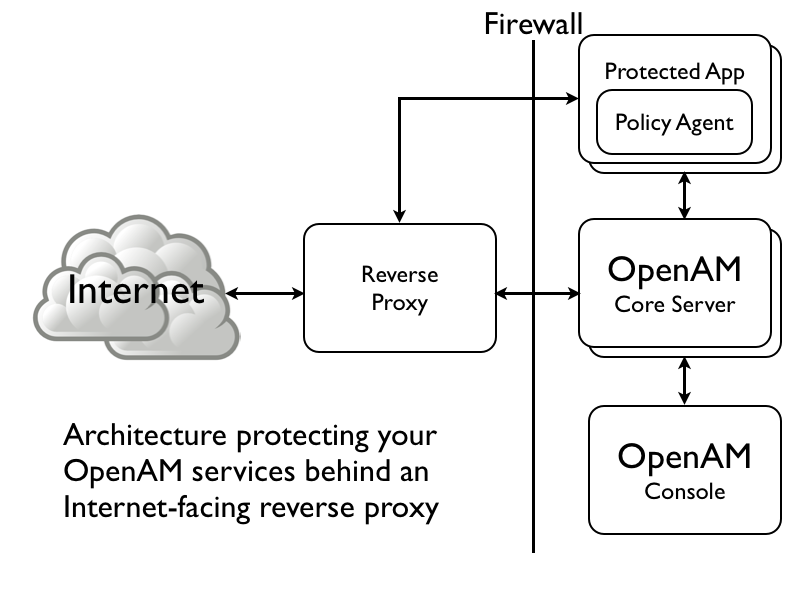 Firewall
Protected App
Policy Agent
Internet
Reverse
Proxy
OpenAM
Core Server
OpenAM
Console
Architecture protecting your
OpenAM services behind an
Internet-facing reverse proxy